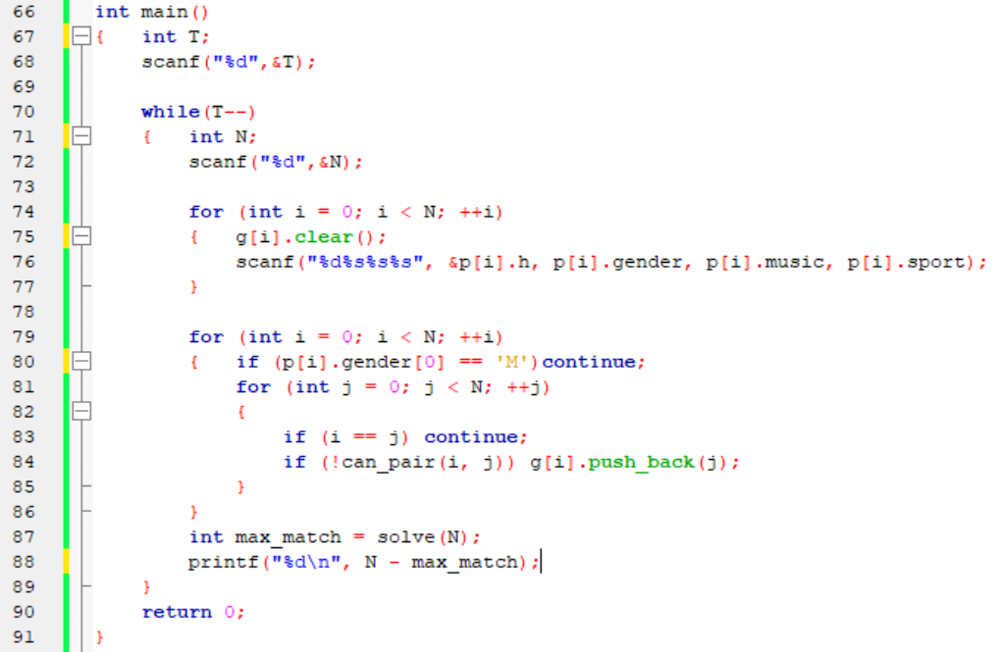 66 int main()
67 {   int T;
68     scanf("%d",&T);
69
70     while(T--)
71     {   int N;
72         scanf("%d",&N);
73
74         for (int i = 0; i < N; ++i)
75         {   g[i].clear();
76             scanf("%d%s%s%s", &p[i].h, p[i].gender, p[i].music, p[i].sport);
77         }
78
79         for (int i = 0; i < N; ++i)
80         {   if (p[i].gender[0] == 'M')continue;
81             for (int j = 0; j < N; ++j)
82             {
83                 if (i == j) continue;
84                 if (!can_pair(i, j)) g[i].push_back(j);
85             }
86         }
87         int max_match = solve(N);
88         printf("%d\n", N - max_match);
89     }
90     return 0;
91 }